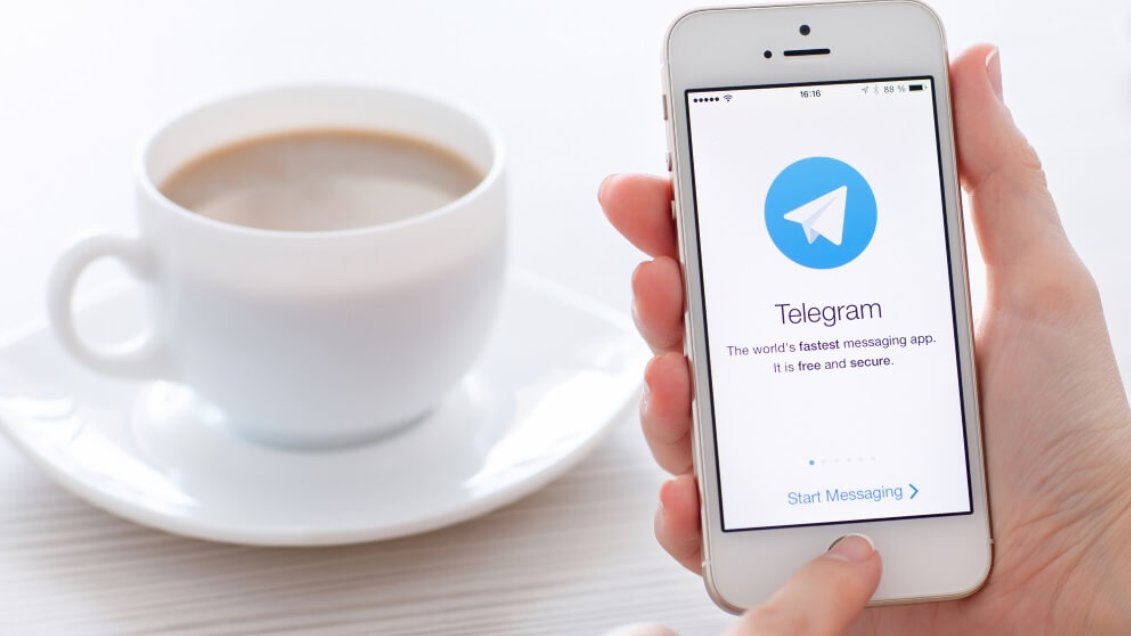 16:16 88 %
Telegram
The world's fastest messaging app.
It is free and secure.
Start Messaging